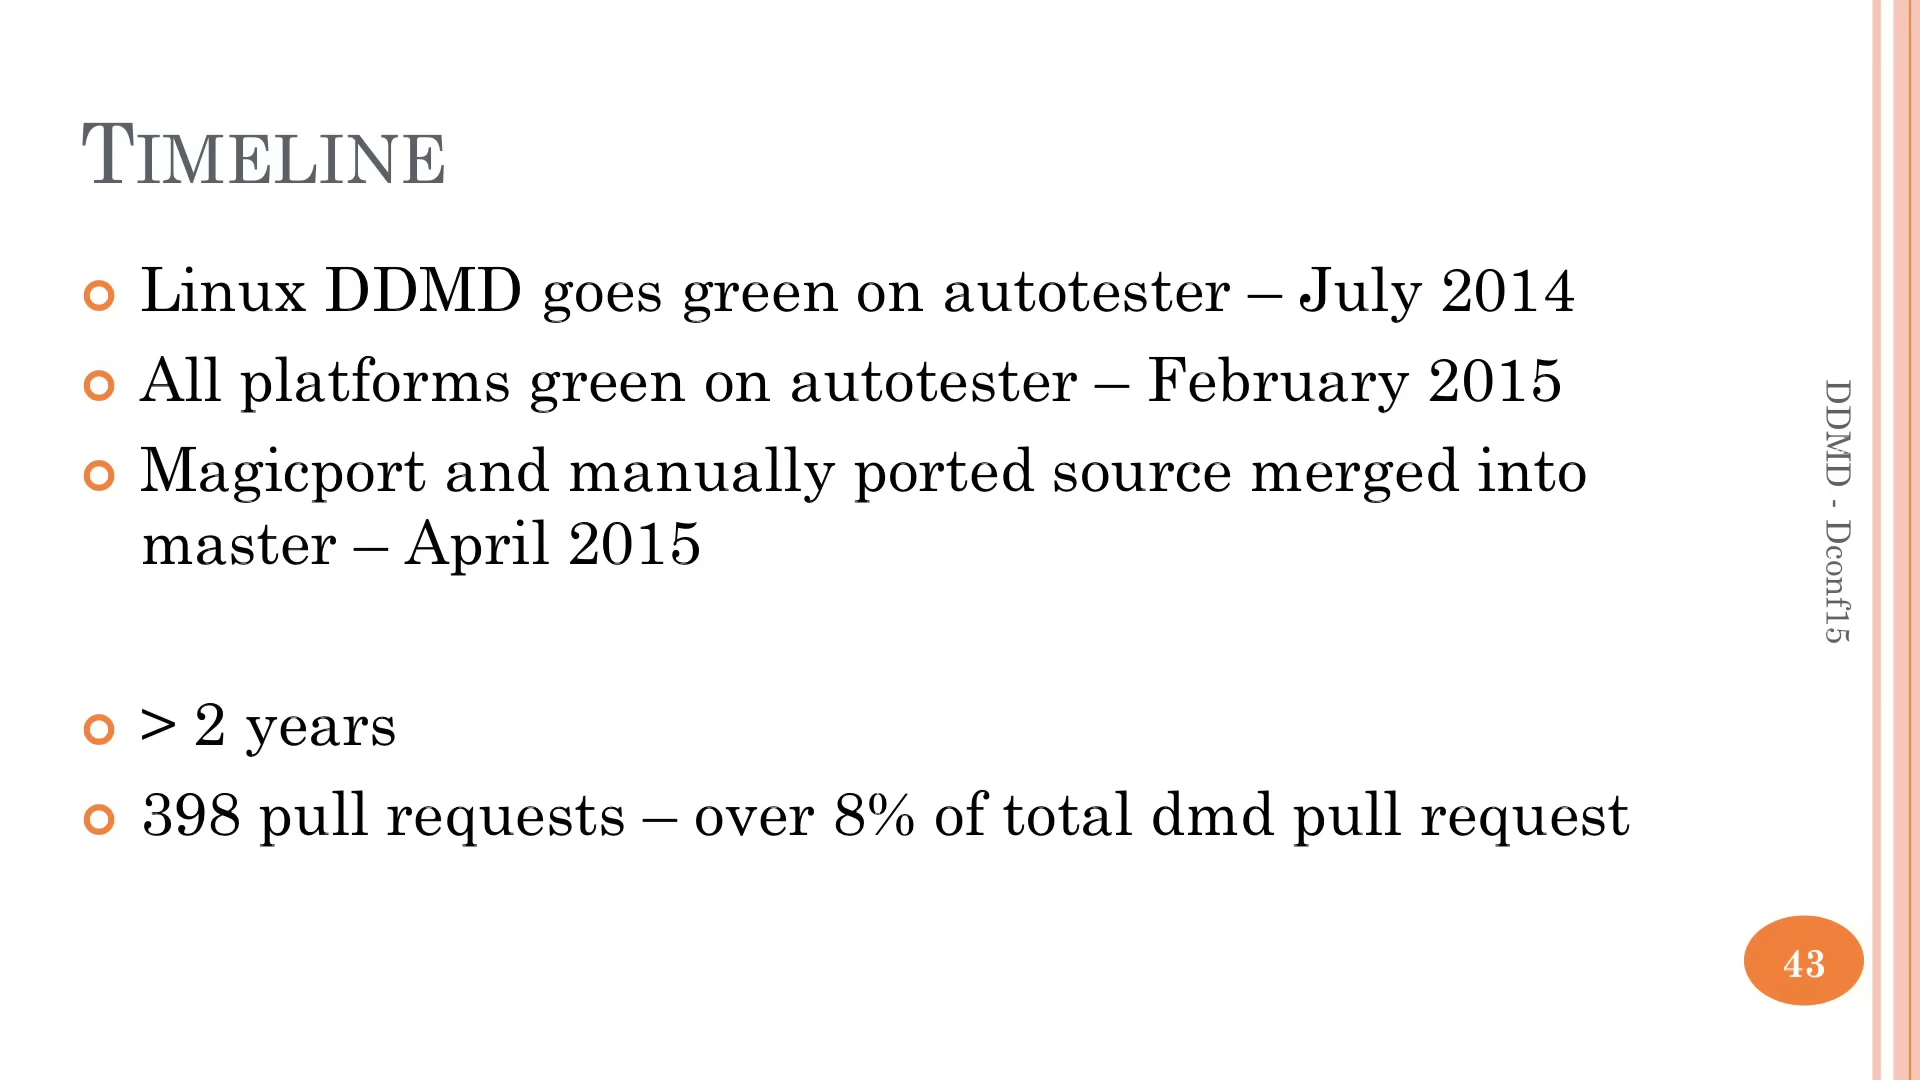 TIMELINE
Linux DDMD goes green on autotester – July 2014
All platforms green on autotester – February 2015
Magicport and manually ported source merged into
master – April 2015
> 2 years
398 pull requests – over 8% of total dmd pull request
DDMD - Dconf15
43